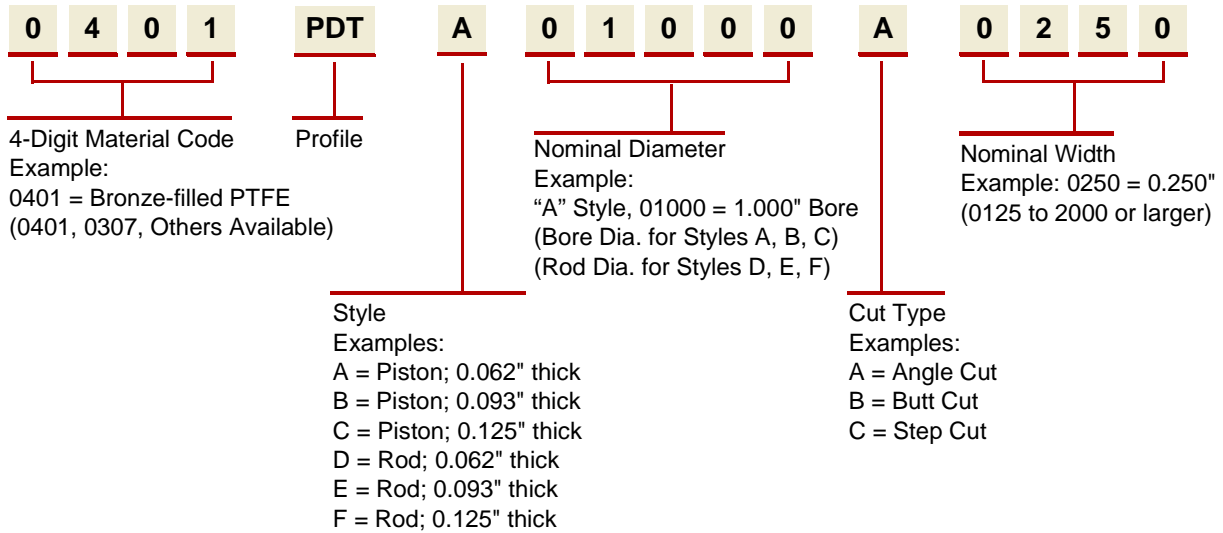 0 4 0 1 PDT A 0 1 0 0 0 A 0 2 5 0
4-Digit Material Code
Example:
0401 = Bronze-filled PTFE
(0401, 0307, Others Available)
Profile
Nominal Diameter
Example:
“A” Style, 01000 = 1.000" Bore
(Bore Dia. for Styles A, B, C)
(Rod Dia. for Styles D, E, F)
Nominal Width
Example: 0250 = 0.250"
(0125 to 2000 or larger)
Style
Examples:
A = Piston; 0.062" thick
B = Piston; 0.093" thick
C = Piston; 0.125" thick
D = Rod; 0.062" thick
E = Rod; 0.093" thick
F = Rod; 0.125" thick
Cut Type
Examples:
A = Angle Cut
B = Butt Cut
C = Step Cut